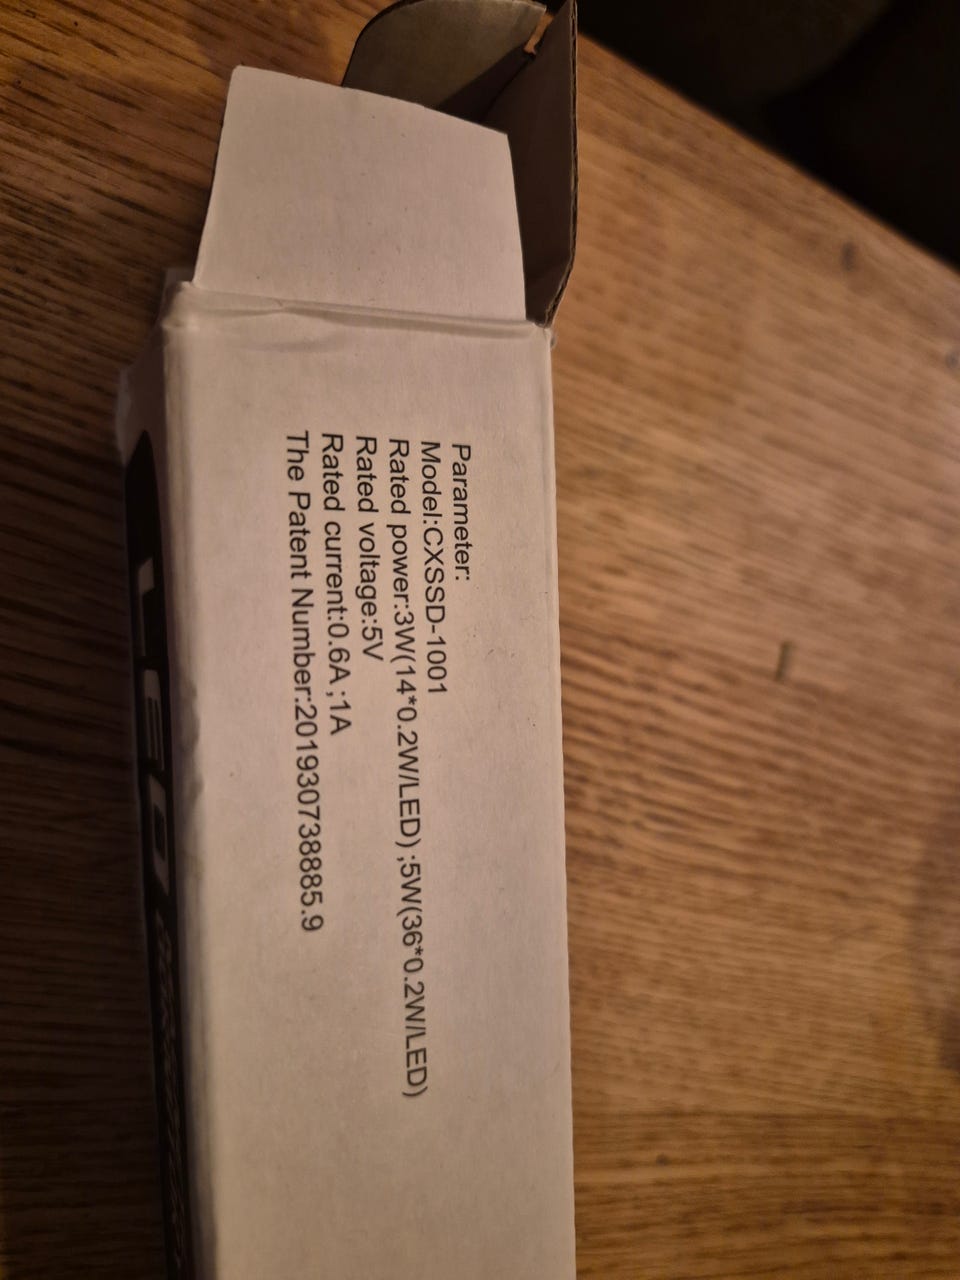 Parameter:
Model:CXSSD-1001
Rated power:3W(14*0.2W/LED) ;5W(36*0.2W/LED)
Rated voltage:5V
Rated current:0.6A ;1A
The Patent Number:201930738885.9